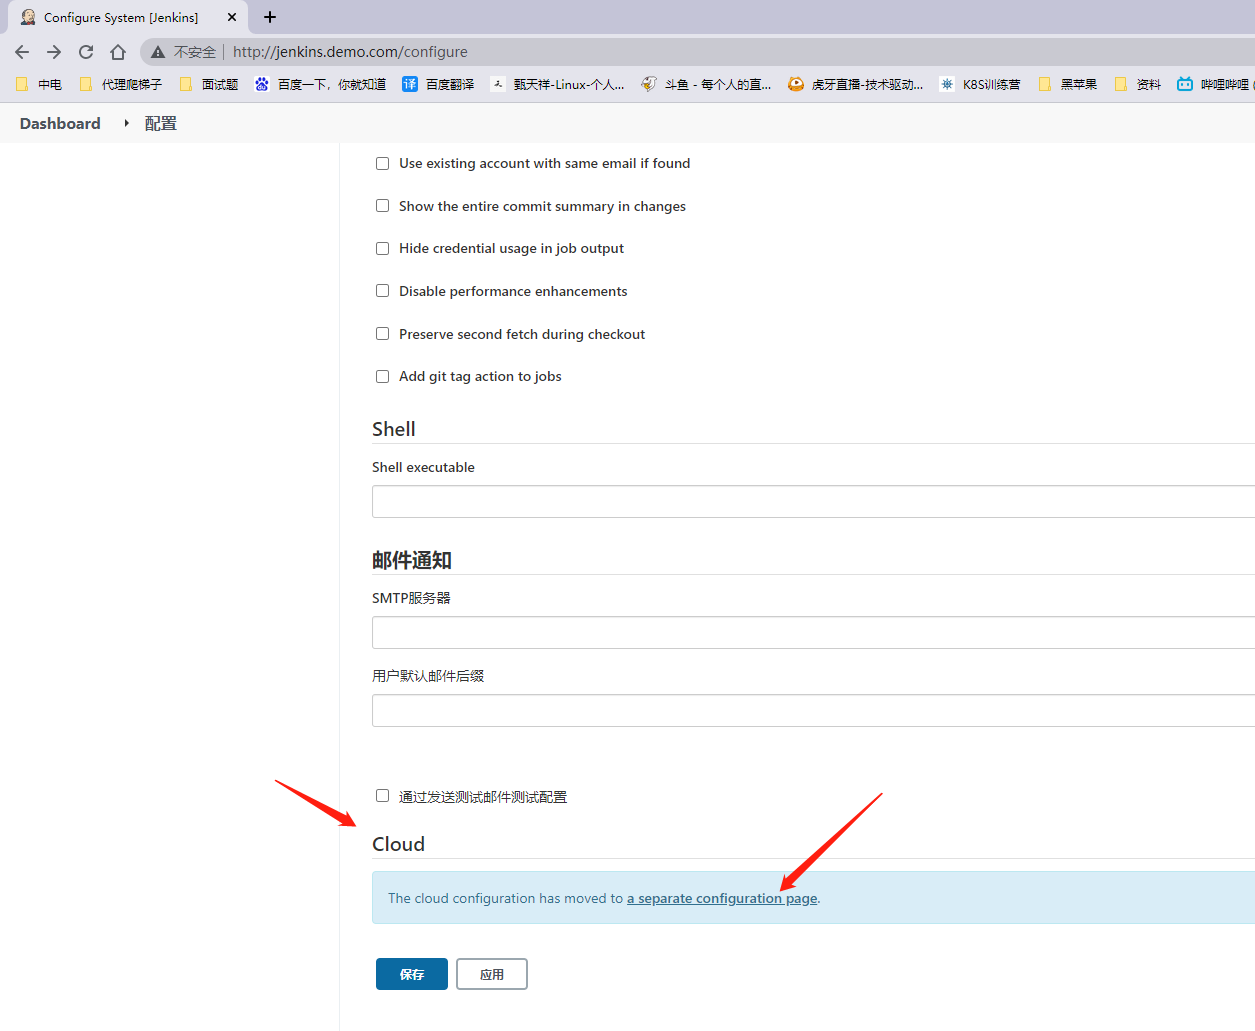 Configure System [Jenkins]
不安全 http://jenkins.demo.com/configure
中电 代理爬梯子 面试题 百度一下，你就知道 译 百度翻译 甄天祥-Linux-个人... 斗鱼 - 每个人的直... 虎牙直播-技术驱动... K8S训练营 黑苹果 资料 哔哩哔哩 (
Dashboard 配置
Use existing account with same email if found
Show the entire commit summary in changes
Hide credential usage in job output
Disable performance enhancements
Preserve second fetch during checkout
Add git tag action to jobs
Shell
Shell executable
邮件通知
SMTP服务器
用户默认邮件后缀
通过发送测试邮件测试配置
Cloud
The cloud configuration has moved to a separate configuration page.
保存 应用